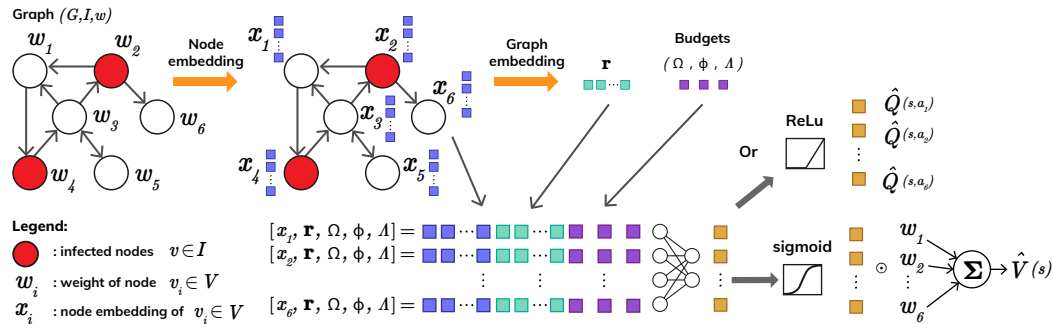 Graph (G,I,w)
w₁
w₂
w₃
w₆
w₄
w₅
Node
embedding
x₁
x₂
x₃
x₆
x₄
x₅
Graph
embedding
r
Budgets
(Ω, ϕ, Λ)
Or
ReLu
Q̂(s,a₁)
Q̂(s,a₂)
⋮
Q̂(s,a₆)
Legend:
: infected nodes v∈I
wᵢ : weight of node vᵢ∈V
xᵢ : node embedding of vᵢ∈V
[x₁, r, Ω, ϕ, Λ] = ··· ···
[x₂, r, Ω, ϕ, Λ] = ··· ···
⋮ ⋮ ⋮
[x₆, r, Ω, ϕ, Λ] = ··· ···
sigmoid
⊙
w₁
w₂
⋮
w₆
Σ
V̂(s)